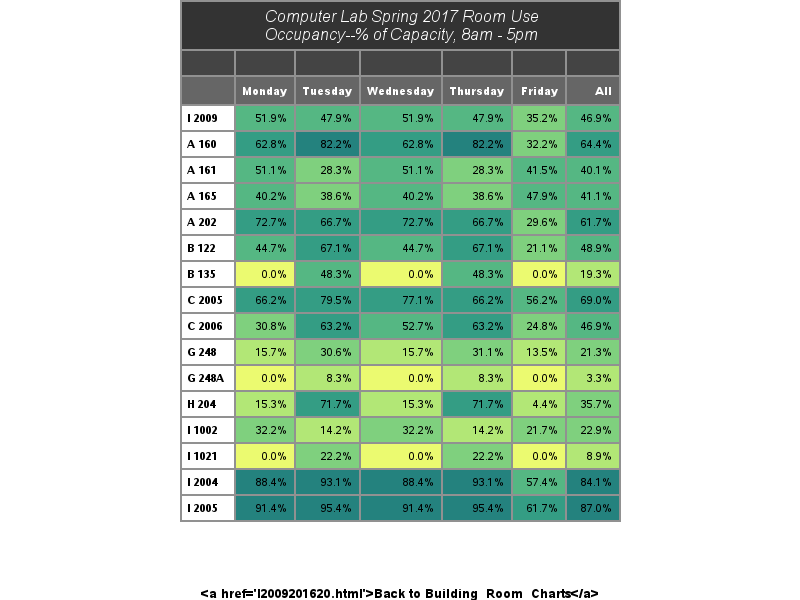 Computer Lab Spring 2017 Room Use
Occupancy--% of Capacity, 8am - 5pm
Monday Tuesday Wednesday Thursday Friday All
I 2009 51.9% 47.9% 51.9% 47.9% 35.2% 46.9%
A 160 62.8% 82.2% 62.8% 82.2% 32.2% 64.4%
A 161 51.1% 28.3% 51.1% 28.3% 41.5% 40.1%
A 165 40.2% 38.6% 40.2% 38.6% 47.9% 41.1%
A 202 72.7% 66.7% 72.7% 66.7% 29.6% 61.7%
B 122 44.7% 67.1% 44.7% 67.1% 21.1% 48.9%
B 135 0.0% 48.3% 0.0% 48.3% 0.0% 19.3%
C 2005 66.2% 79.5% 77.1% 66.2% 56.2% 69.0%
C 2006 30.8% 63.2% 52.7% 63.2% 24.8% 46.9%
G 248 15.7% 30.6% 15.7% 31.1% 13.5% 21.3%
G 248A 0.0% 8.3% 0.0% 8.3% 0.0% 3.3%
H 204 15.3% 71.7% 15.3% 71.7% 4.4% 35.7%
I 1002 32.2% 14.2% 32.2% 14.2% 21.7% 22.9%
I 1021 0.0% 22.2% 0.0% 22.2% 0.0% 8.9%
I 2004 88.4% 93.1% 88.4% 93.1% 57.4% 84.1%
I 2005 91.4% 95.4% 91.4% 95.4% 61.7% 87.0%
<a href='I2009201620.html'>Back to Building_Room_Charts</a>